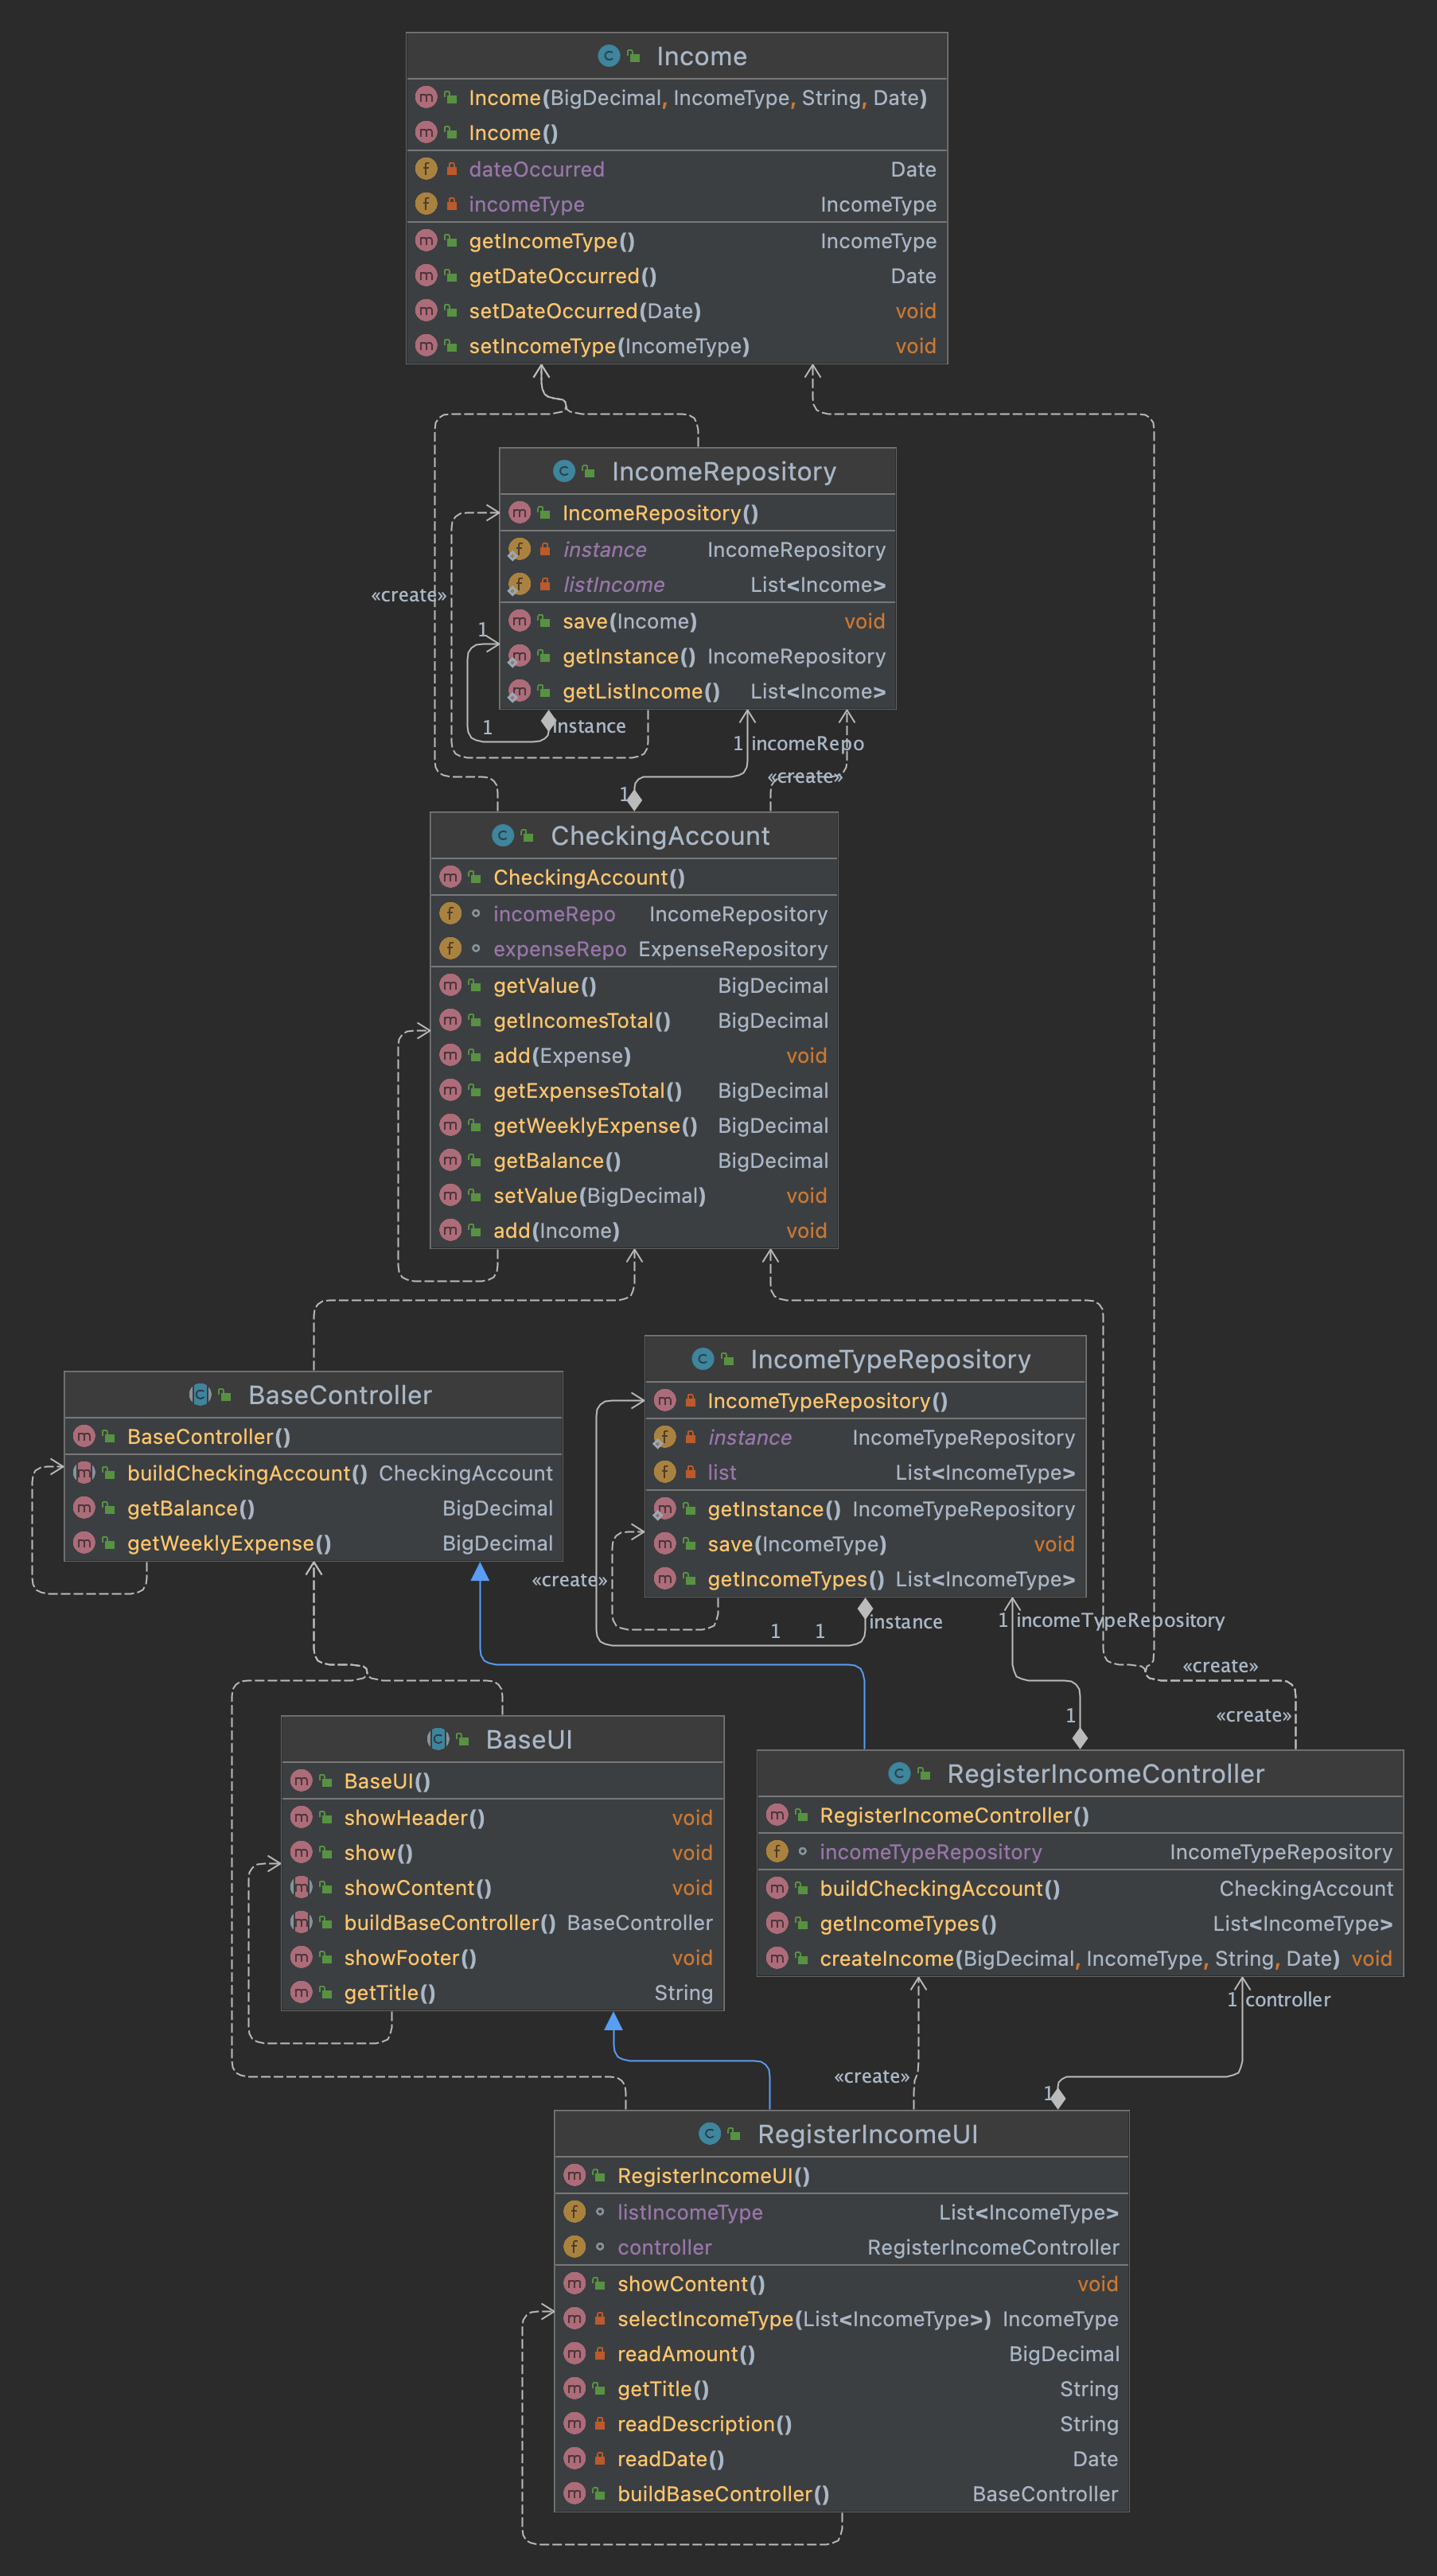 Income
Income(BigDecimal, IncomeType, String, Date)
Income()
dateOccurred Date
incomeType IncomeType
getIncomeType() IncomeType
getDateOccurred() Date
setDateOccurred(Date) void
setIncomeType(IncomeType) void
IncomeRepository
IncomeRepository()
instance IncomeRepository
listIncome List<Income>
«create»
save(Income) void
1
getInstance() IncomeRepository
getListIncome() List<Income>
1 instance
1 incomeRepo
«create»
1
CheckingAccount
CheckingAccount()
incomeRepo IncomeRepository
expenseRepo ExpenseRepository
getValue() BigDecimal
getIncomesTotal() BigDecimal
add(Expense) void
getExpensesTotal() BigDecimal
getWeeklyExpense() BigDecimal
getBalance() BigDecimal
setValue(BigDecimal) void
add(Income) void
BaseController
BaseController()
buildCheckingAccount() CheckingAccount
getBalance() BigDecimal
getWeeklyExpense() BigDecimal
IncomeTypeRepository
IncomeTypeRepository()
instance IncomeTypeRepository
list List<IncomeType>
getInstance() IncomeTypeRepository
save(IncomeType) void
getIncomeTypes() List<IncomeType>
«create»
1 1 instance
1 incomeTypeRepository
«create»
1 «create»
BaseUI
BaseUI()
showHeader() void
show() void
showContent() void
buildBaseController() BaseController
showFooter() void
getTitle() String
RegisterIncomeController
RegisterIncomeController()
incomeTypeRepository IncomeTypeRepository
buildCheckingAccount() CheckingAccount
getIncomeTypes() List<IncomeType>
createIncome(BigDecimal, IncomeType, String, Date) void
1 controller
«create»
1
RegisterIncomeUI
RegisterIncomeUI()
listIncomeType List<IncomeType>
controller RegisterIncomeController
showContent() void
selectIncomeType(List<IncomeType>) IncomeType
readAmount() BigDecimal
getTitle() String
readDescription() String
readDate() Date
buildBaseController() BaseController